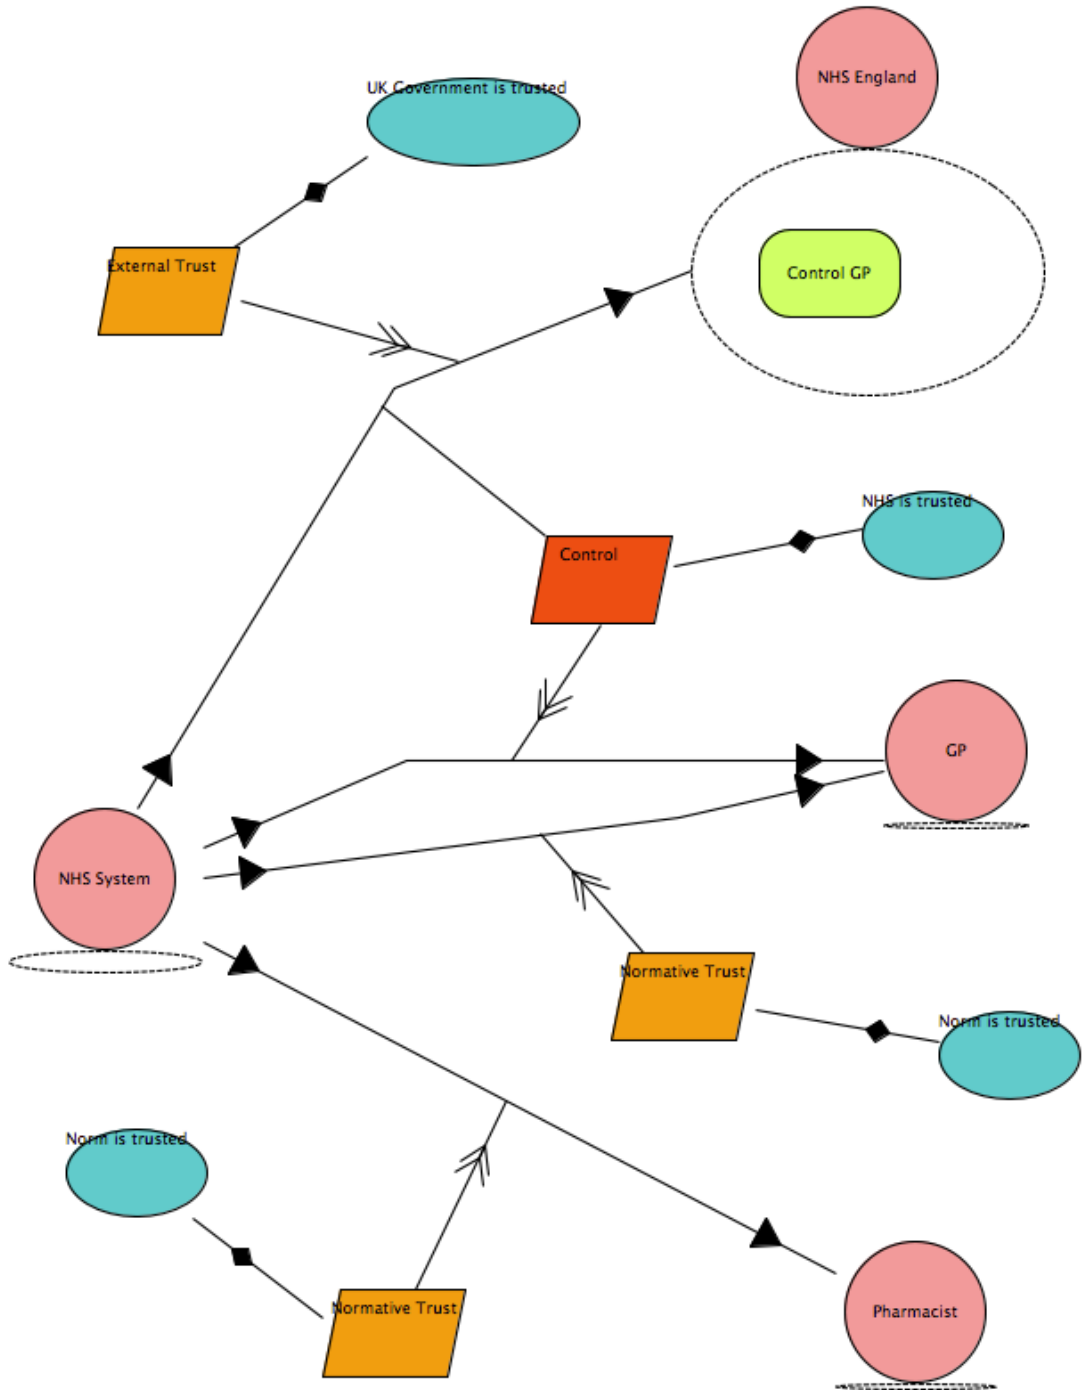 NHS England
UK Government is trusted
External Trust
Control GP
NHS is trusted
Control
GP
NHS System
Normative Trust
Norm is trusted
Norm is trusted
Normative Trust
Pharmacist